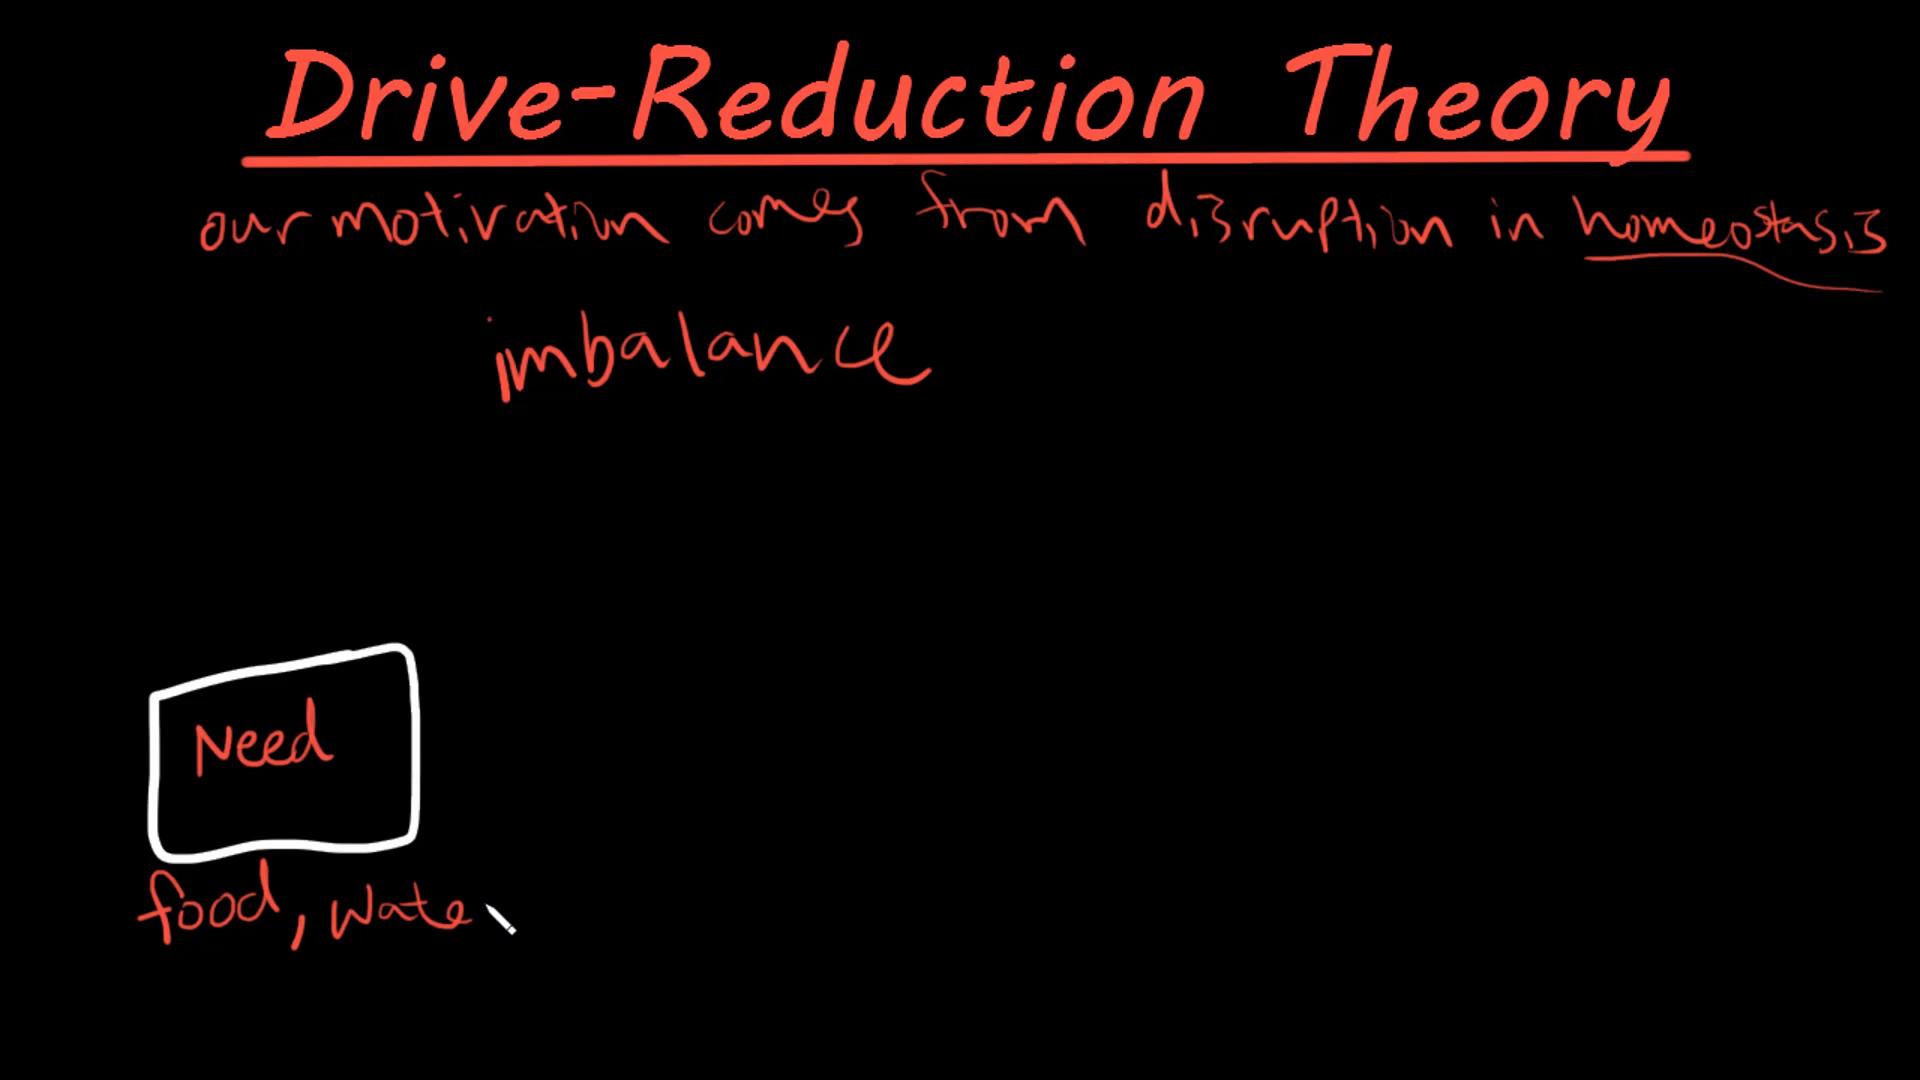 Drive-Reduction Theory
our motivation comes from disruption in homeostasis
imbalance
Need
food, wate